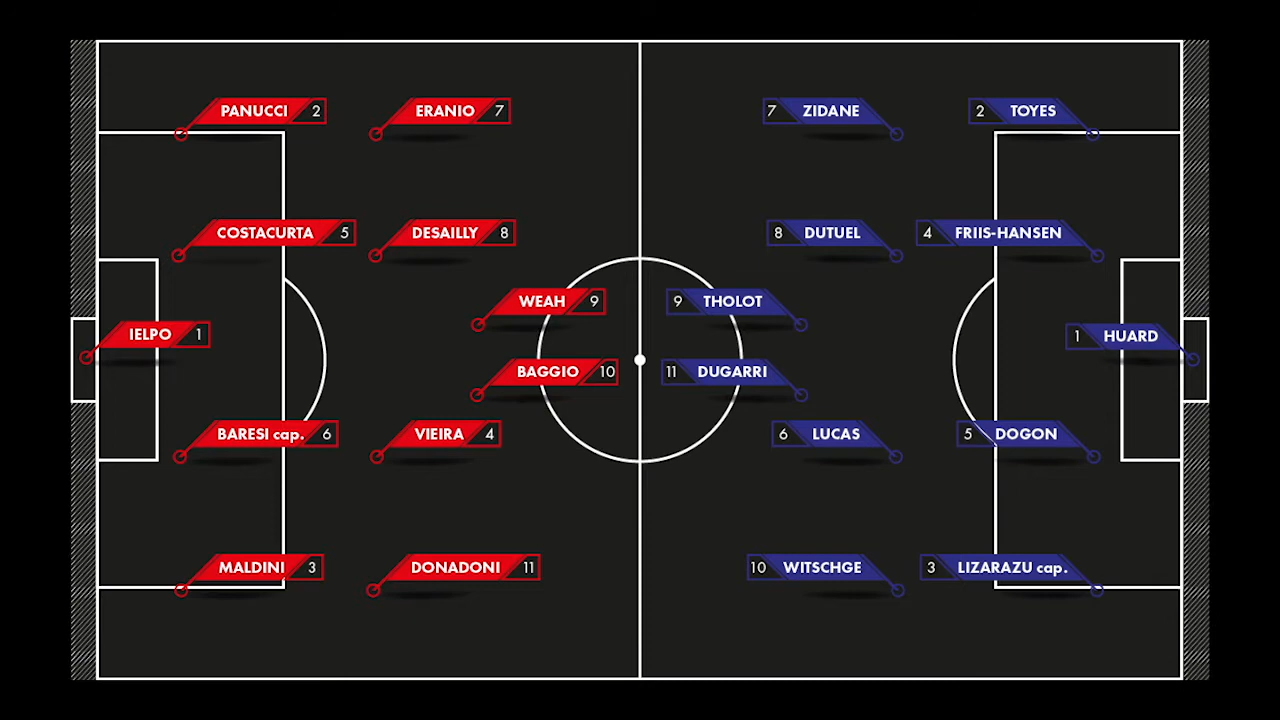 PANUCCI 2
ERANIO 7
7 ZIDANE
2 TOYES
COSTACURTA 5
DESAILLY 8
8 DUTUEL
4 FRIIS-HANSEN
WEAH 9
9 THOLOT
IELPO 1
1 HUARD
BAGGIO 10
11 DUGARRI
BARESI cap. 6
VIEIRA 4
6 LUCAS
5 DOGON
MALDINI 3
DONADONI 11
10 WITSCHGE
3 LIZARAZU cap.